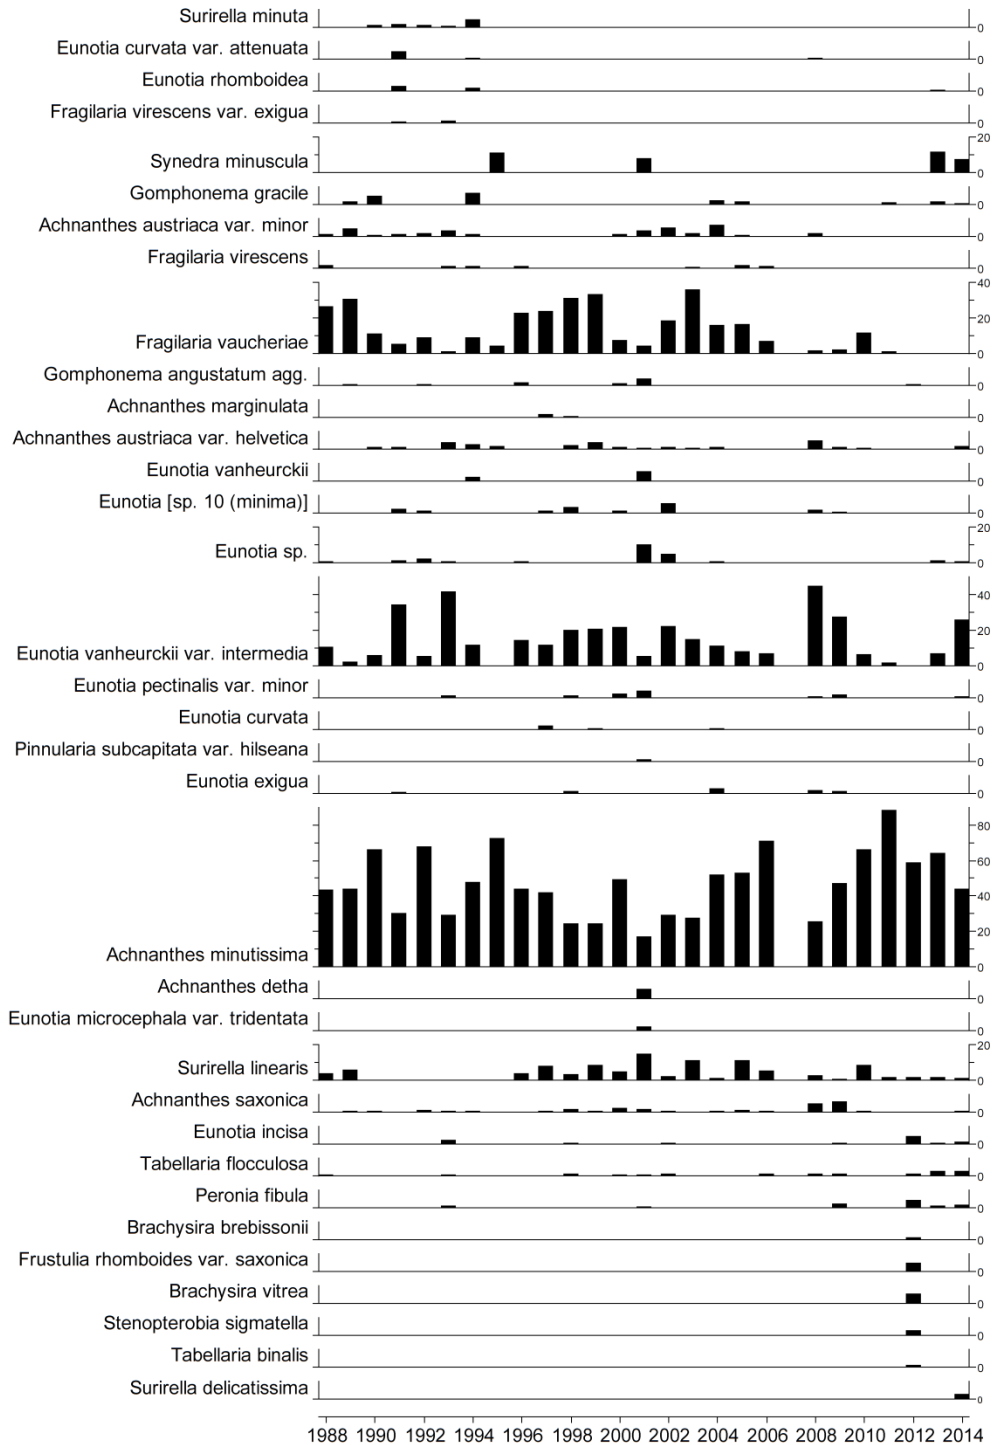 Surirella minuta
0
Eunotia curvata var. attenuata
0
Eunotia rhomboidea
0
Fragilaria virescens var. exigua
0
20
Synedra minuscula
0
Gomphonema gracile
0
Achnanthes austriaca var. minor
0
Fragilaria virescens
0
40
20
Fragilaria vaucheriae
0
Gomphonema angustatum agg.
0
Achnanthes marginulata
0
Achnanthes austriaca var. helvetica
0
Eunotia vanheurckii
0
Eunotia [sp. 10 (minima)]
0
20
Eunotia sp.
0
40
20
Eunotia vanheurckii var. intermedia
0
Eunotia pectinalis var. minor
0
Eunotia curvata
0
Pinnularia subcapitata var. hilseana
0
Eunotia exigua
0
80
60
40
20
Achnanthes minutissima
0
Achnanthes detha
0
Eunotia microcephala var. tridentata
0
20
Surirella linearis
0
Achnanthes saxonica
0
Eunotia incisa
0
Tabellaria flocculosa
0
Peronia fibula
0
Brachysira brebissonii
0
Frustulia rhomboides var. saxonica
0
Brachysira vitrea
0
Stenopterobia sigmatella
0
Tabellaria binalis
0
Surirella delicatissima
0
1988 1990 1992 1994 1996 1998 2000 2002 2004 2006 2008 2010 2012 2014